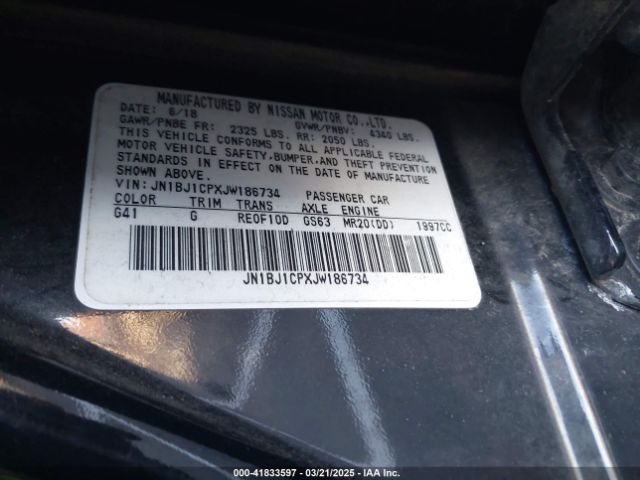 MANUFACTURED BY NISSAN MOTOR CO.,LTD.
DATE: 6/18 GVWR/PNBV: 4340 LBS.
GAWR/PNBE FR: 2325 LBS. RR: 2050 LBS.
THIS VEHICLE CONFORMS TO ALL APPLICABLE FEDERAL
MOTOR VEHICLE SAFETY,BUMPER,AND THEFT PREVENTION
STANDARDS IN EFFECT ON THE DATE OF MANUFACTURE
SHOWN ABOVE.
VIN: JN1BJ1CPXJW186734 PASSENGER CAR
COLOR TRIM TRANS AXLE ENGINE
G41 G RE0F10D GS63 MR20(DD) 1997CC
JN1BJ1CPXJW186734
000-41833597 - 03/21/2025 - IAA Inc.